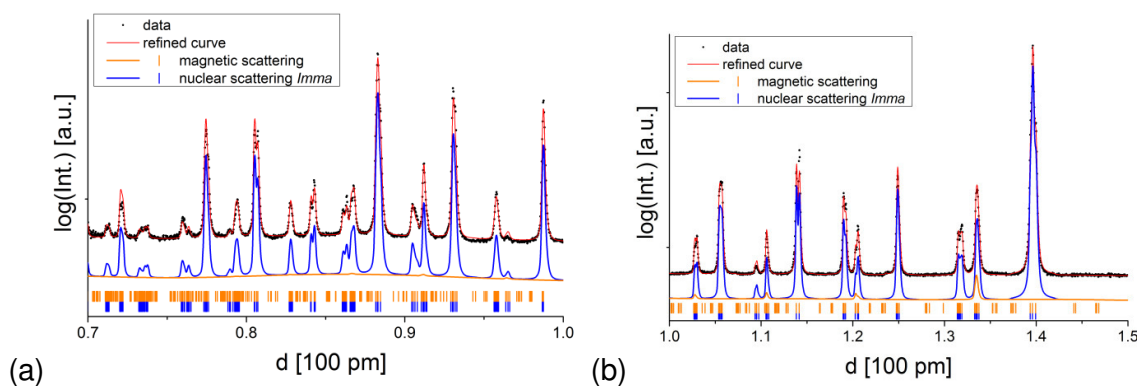 data
refined curve
magnetic scattering
nuclear scattering Imma
log(Int.) [a.u.]
0.7 0.8 0.9 1.0
d [100 pm]
(a)
data
refined curve
magnetic scattering
nuclear scattering Imma
log(Int.) [a.u.]
1.0 1.1 1.2 1.3 1.4 1.5
d [100 pm]
(b)